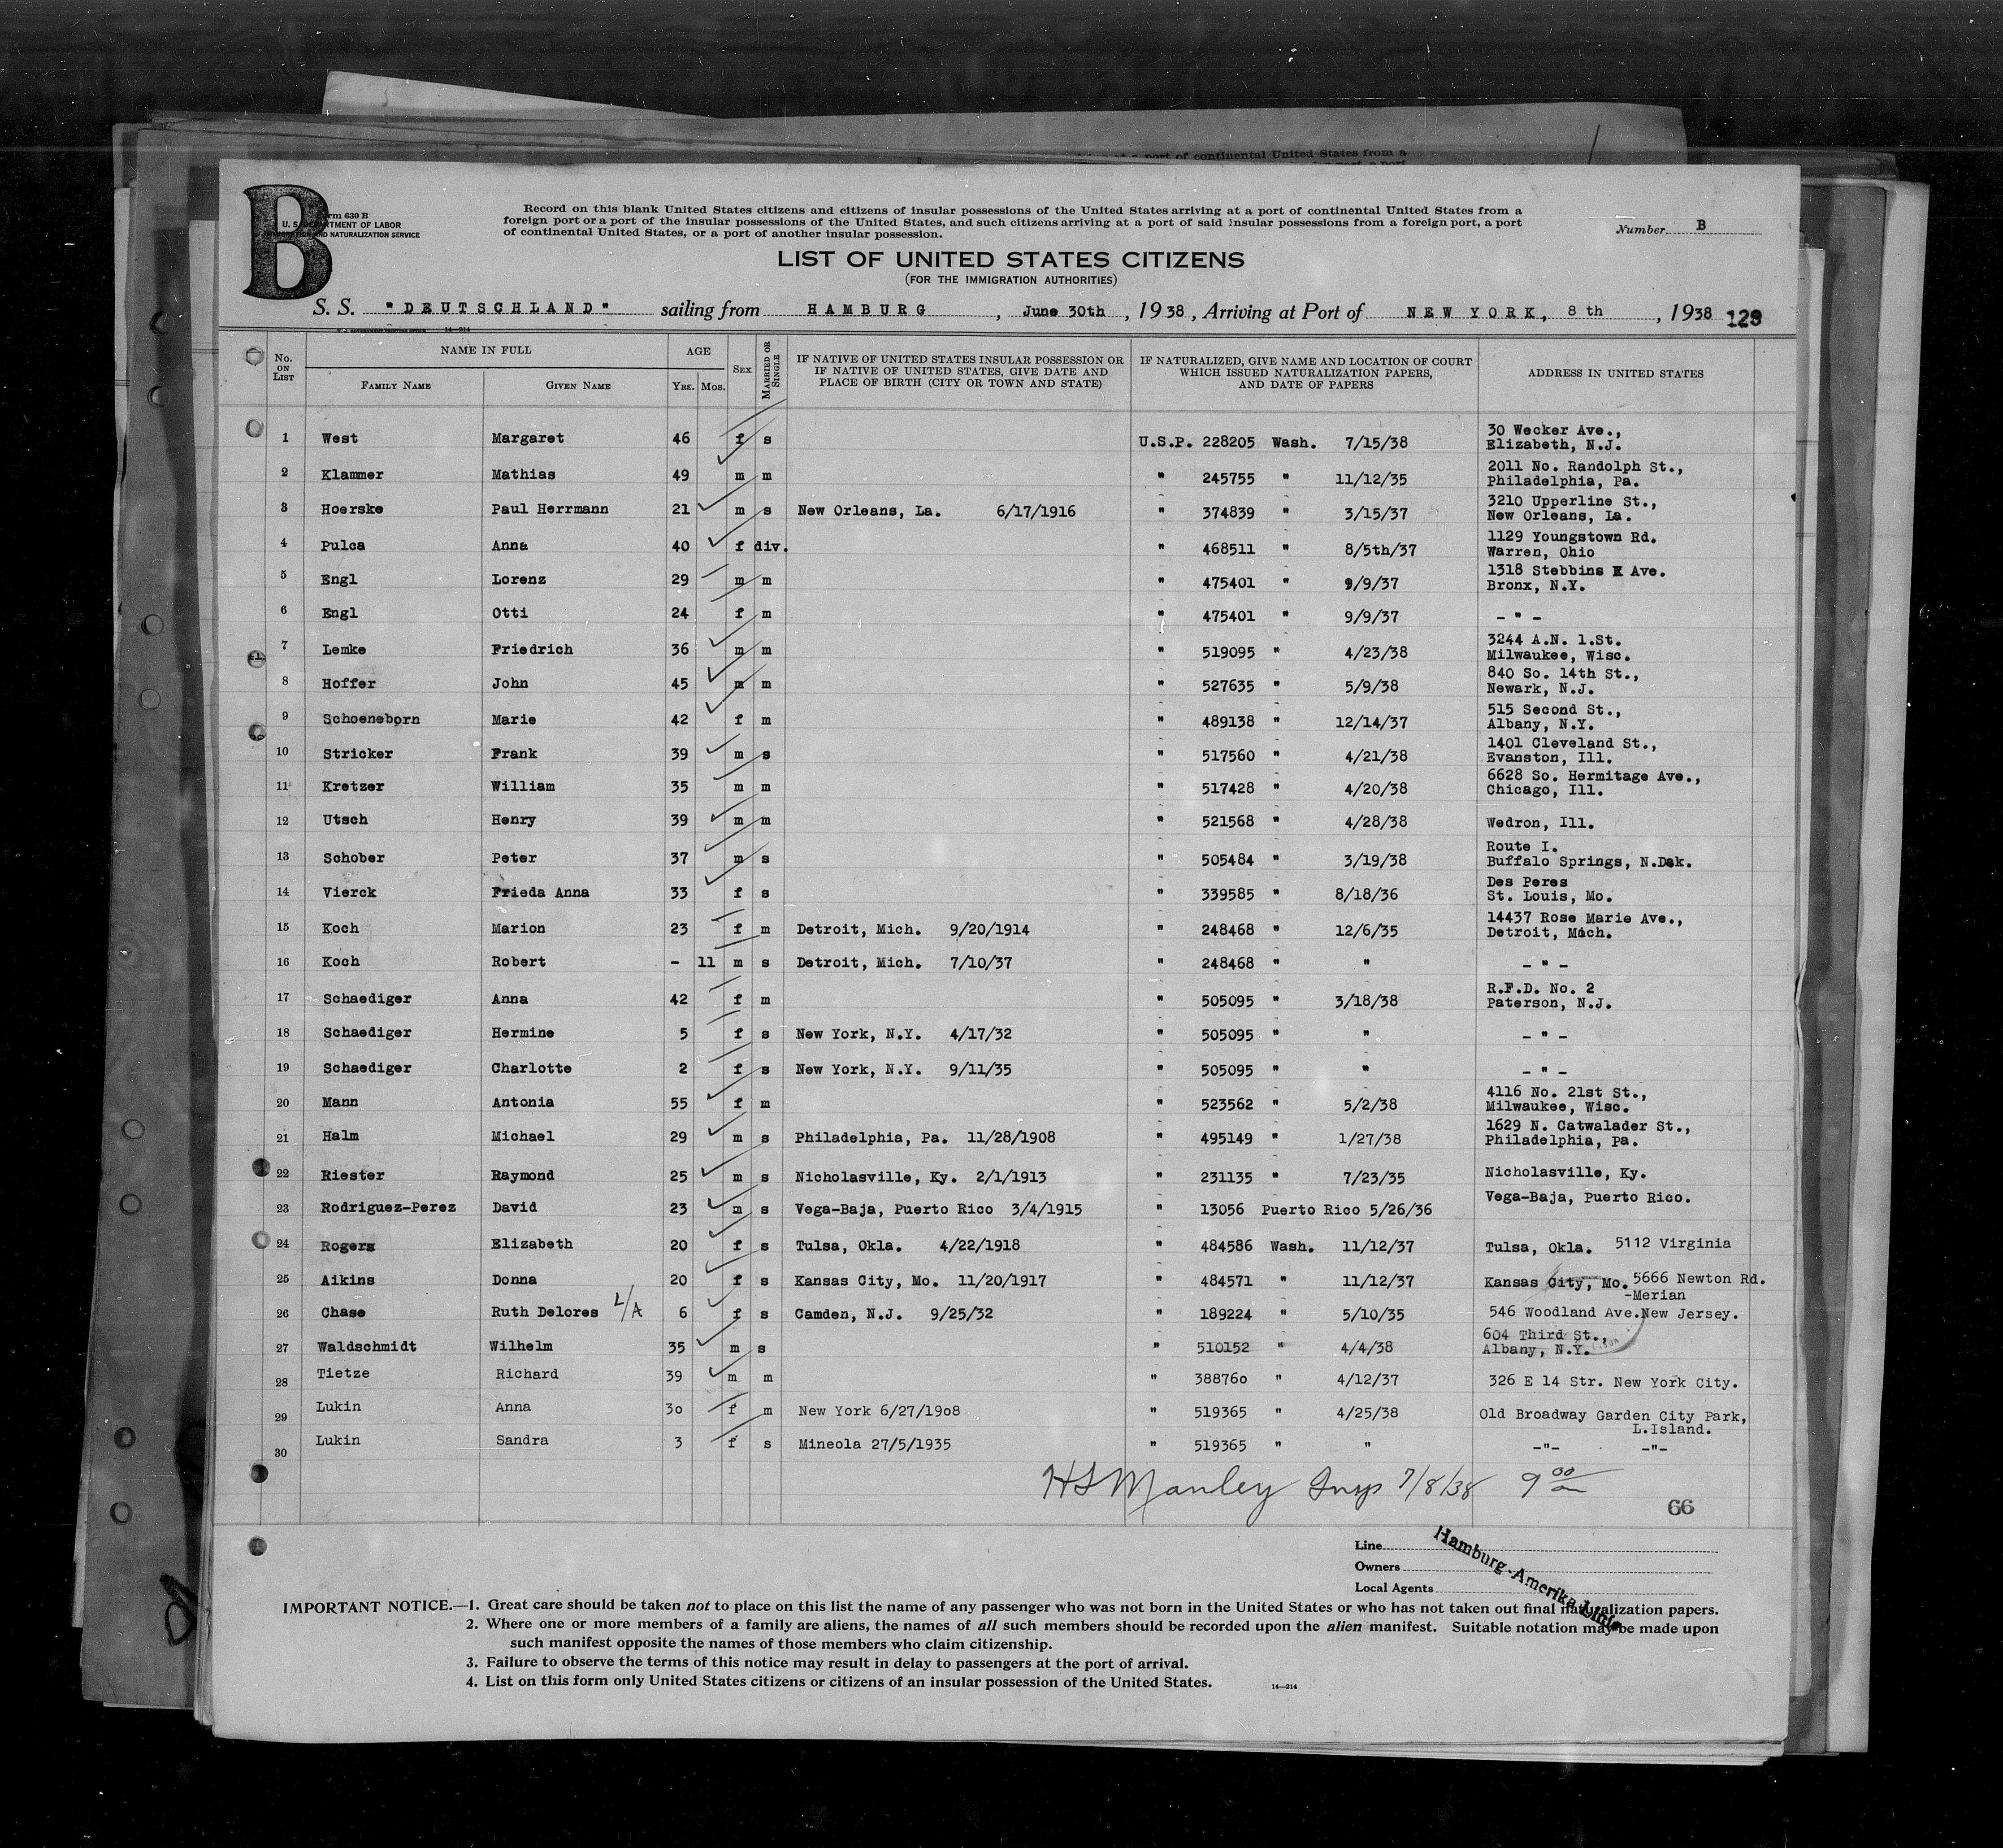 at a port of continental United States from a
B
Form 630 B
U. S. DEPARTMENT OF LABOR
IMMIGRATION AND NATURALIZATION SERVICE
Record on this blank United States citizens and citizens of insular possessions of the United States arriving at a port of continental United States from a
foreign port or a port of the insular possessions of the United States, and such citizens arriving at a port of said insular possessions from a foreign port, a port
of continental United States, or a port of another insular possession.
Number B
LIST OF UNITED STATES CITIZENS
(FOR THE IMMIGRATION AUTHORITIES)
S. S. "DEUTSCHLAND" sailing from HAMBURG, June 30th, 1938, Arriving at Port of NEW YORK, 8th, 1938 129
14—214
No. ON LIST
NAME IN FULL
FAMILY NAME GIVEN NAME
AGE
YRS. MOS.
SEX
MARRIED OR SINGLE
IF NATIVE OF UNITED STATES INSULAR POSSESSION OR
IF NATIVE OF UNITED STATES, GIVE DATE AND
PLACE OF BIRTH (CITY OR TOWN AND STATE)
IF NATURALIZED, GIVE NAME AND LOCATION OF COURT
WHICH ISSUED NATURALIZATION PAPERS,
AND DATE OF PAPERS
ADDRESS IN UNITED STATES
1 West Margaret 46 f s U.S.P. 228205 Wash. 7/15/38 30 Wecker Ave.,
Elizabeth, N.J.
2 Klammer Mathias 49 m m " 245755 " 11/12/35 2011 No. Randolph St.,
Philadelphia, Pa.
3 Hoerske Paul Herrmann 21 m s New Orleans, La. 6/17/1916 " 374839 " 3/15/37 3210 Upperline St.,
New Orleans, La.
4 Pulca Anna 40 f div. " 468511 " 8/5th/37 1129 Youngstown Rd.
Warren, Ohio
5 Engl Lorenz 29 m m " 475401 " 9/9/37 1318 Stebbins Ave.
Bronx, N.Y.
6 Engl Otti 24 f m " 475401 " 9/9/37 - " -
7 Lemke Friedrich 36 m m " 519095 " 4/23/38 3244 A.N. 1.St.
Milwaukee, Wisc.
8 Hoffer John 45 m m " 527635 " 5/9/38 840 So. 14th St.,
Newark, N.J.
9 Schoeneborn Marie 42 f m " 489138 " 12/14/37 515 Second St.,
Albany, N.Y.
10 Stricker Frank 39 m s " 517560 " 4/21/38 1401 Cleveland St.,
Evanston, Ill.
11 Kretzer William 35 m m " 517428 " 4/20/38 6628 So. Hermitage Ave.,
Chicago, Ill.
12 Utsch Henry 39 m m " 521568 " 4/28/38 Wedron, Ill.
13 Schober Peter 37 m s " 505484 " 3/19/38 Route I.
Buffalo Springs, N.Dak.
14 Vierck Frieda Anna 33 f s " 339585 " 8/18/36 Des Peres
St. Louis, Mo.
15 Koch Marion 23 f m Detroit, Mich. 9/20/1914 " 248468 " 12/6/35 14437 Rose Marie Ave.,
Detroit, Mich.
16 Koch Robert - 11 m s Detroit, Mich. 7/10/37 " 248468 " " - " -
17 Schaediger Anna 42 f m " 505095 " 3/18/38 R.F.D. No. 2
Paterson, N.J.
18 Schaediger Hermine 5 f s New York, N.Y. 4/17/32 " 505095 " " - " -
19 Schaediger Charlotte 2 f s New York, N.Y. 9/11/35 " 505095 " " - " -
20 Mann Antonia 55 f m " 523562 " 5/2/38 4116 No. 21st St.,
Milwaukee, Wisc.
21 Halm Michael 29 m s Philadelphia, Pa. 11/28/1908 " 495149 " 1/27/38 1629 N. Catwalader St.,
Philadelphia, Pa.
22 Riester Raymond 25 m s Nicholasville, Ky. 2/1/1913 " 231135 " 7/23/35 Nicholasville, Ky.
23 Rodriguez-Perez David 23 m s Vega-Baja, Puerto Rico 3/4/1915 " 13056 Puerto Rico 5/26/36 Vega-Baja, Puerto Rico.
24 Rogers Elizabeth 20 f s Tulsa, Okla. 4/22/1918 " 484586 Wash. 11/12/37 Tulsa, Okla. 5112 Virginia
25 Aikins Donna 20 f s Kansas City, Mo. 11/20/1917 " 484571 " 11/12/37 Kansas City, Mo. 5666 Newton Rd.
-Merian
26 Chase Ruth Delores L/A 6 f s Camden, N.J. 9/25/32 " 189224 " 5/10/35 546 Woodland Ave. New Jersey.
27 Waldschmidt Wilhelm 35 m s " 510152 " 4/4/38 604 Third St.,
Albany, N.Y.
28 Tietze Richard 39 m m " 388760 " 4/12/37 326 E 14 Str. New York City.
29 Lukin Anna 30 f m New York 6/27/1908 " 519365 " 4/25/38 Old Broadway Garden City Park,
L.Island.
30 Lukin Sandra 3 f s Mineola 27/5/1935 " 519365 " " -"- -"-
HS Manley Insp 7/8/38 9 00 am
66
Line
Owners
Local Agents
Hamburg-Amerika Linie
IMPORTANT NOTICE.—1. Great care should be taken not to place on this list the name of any passenger who was not born in the United States or who has not taken out final naturalization papers.
2. Where one or more members of a family are aliens, the names of all such members should be recorded upon the alien manifest. Suitable notation may be made upon
such manifest opposite the names of those members who claim citizenship.
3. Failure to observe the terms of this notice may result in delay to passengers at the port of arrival.
4. List on this form only United States citizens or citizens of an insular possession of the United States. 14—214